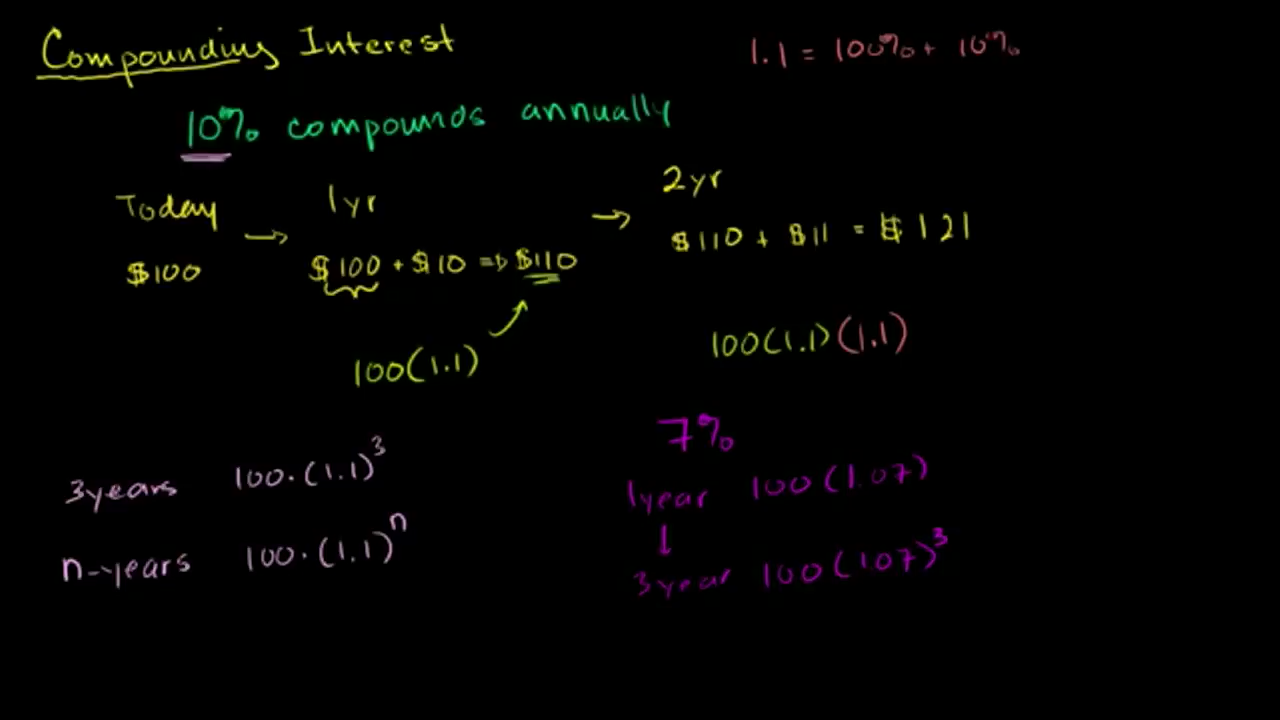 Compounding Interest
1.1 = 100% + 10%
10% compounds annually
Today
$100
→
1yr
$100 + $10 => $110
100(1.1)
→
2yr
$110 + $11 = $121
100(1.1)(1.1)
3years 100·(1.1)³
n-years 100·(1.1)ⁿ
7%
1year 100(1.07)
↓
3year 100(1.07)³